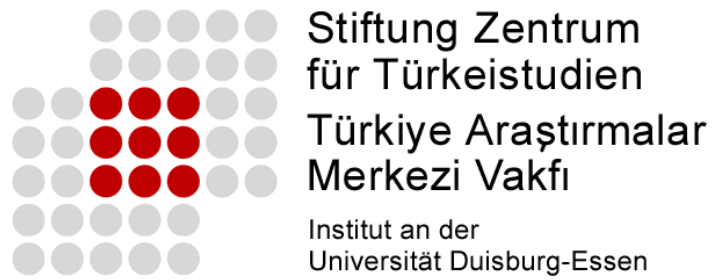 Stiftung Zentrum
für Türkeistudien
Türkiye Araştırmalar
Merkezi Vakfı
Institut an der
Universität Duisburg-Essen